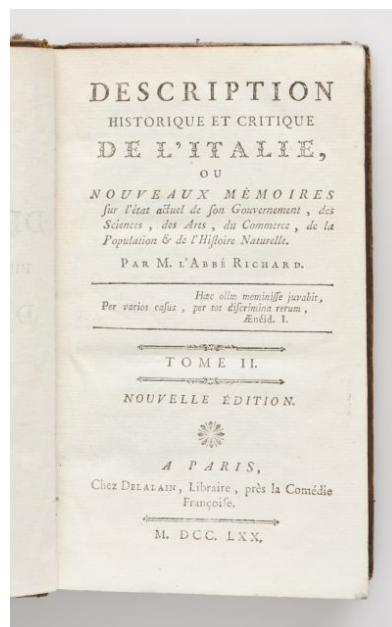 DESCRIPTION
HISTORIQUE ET CRITIQUE
DE L'ITALIE,
OU
NOUVEAUX MÉMOIRES
ſur l'état actuel de ſon Gouvernement, des
Sciences, des Arts, du Commerce, de la
Population & de l'Hiſtoire Naturelle.
PAR M. L'ABBÉ RICHARD.
Hæc olim meminiſſe juvabit,
Per varios caſus, per tot diſcrimina rerum,
Æneid. I.
TOME II.
NOUVELLE ÉDITION.
A PARIS,
Chez DELALAIN, Libraire, près la Comédie
Françoiſe.
M. DCC. LXX.